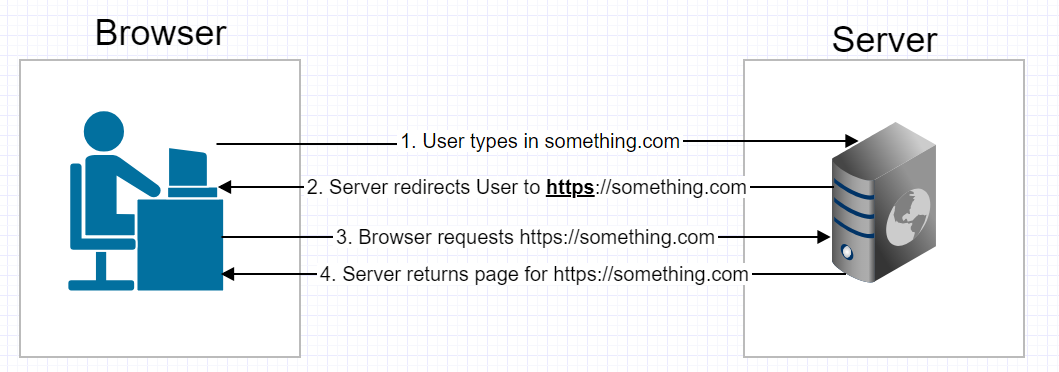 Browser
Server
1. User types in something.com
2. Server redirects User to https://something.com
3. Browser requests https://something.com
4. Server returns page for https://something.com